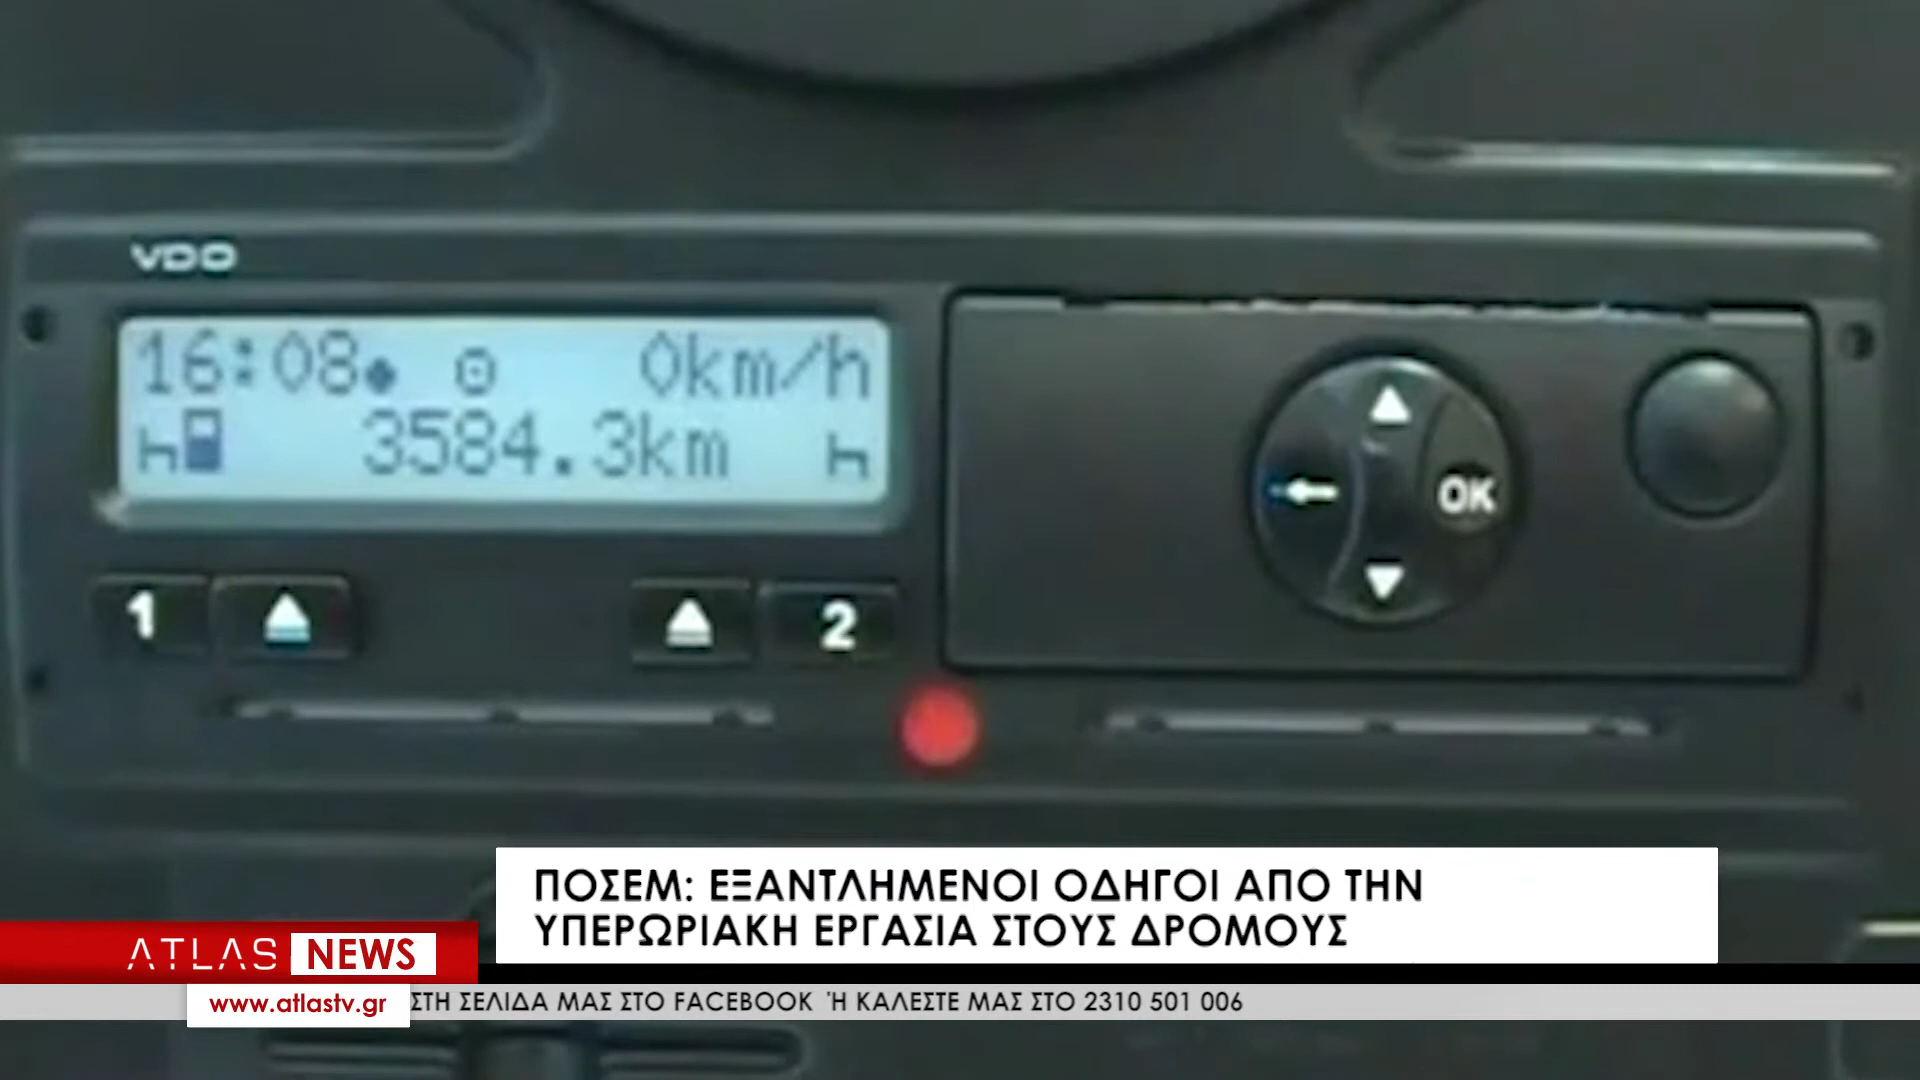 VDO
16:08 0km/h
3584.3km
OK
1 2
ΠΟΣΕΜ: ΕΞΑΝΤΛΗΜΕΝΟΙ ΟΔΗΓΟΙ ΑΠΟ ΤΗΝ
ΥΠΕΡΩΡΙΑΚΗ ΕΡΓΑΣΙΑ ΣΤΟΥΣ ΔΡΟΜΟΥΣ
ATLAS NEWS
www.atlastv.gr ΣΤΗ ΣΕΛΙΔΑ ΜΑΣ ΣΤΟ FACEBOOK Ή ΚΑΛΕΣΤΕ ΜΑΣ ΣΤΟ 2310 501 006